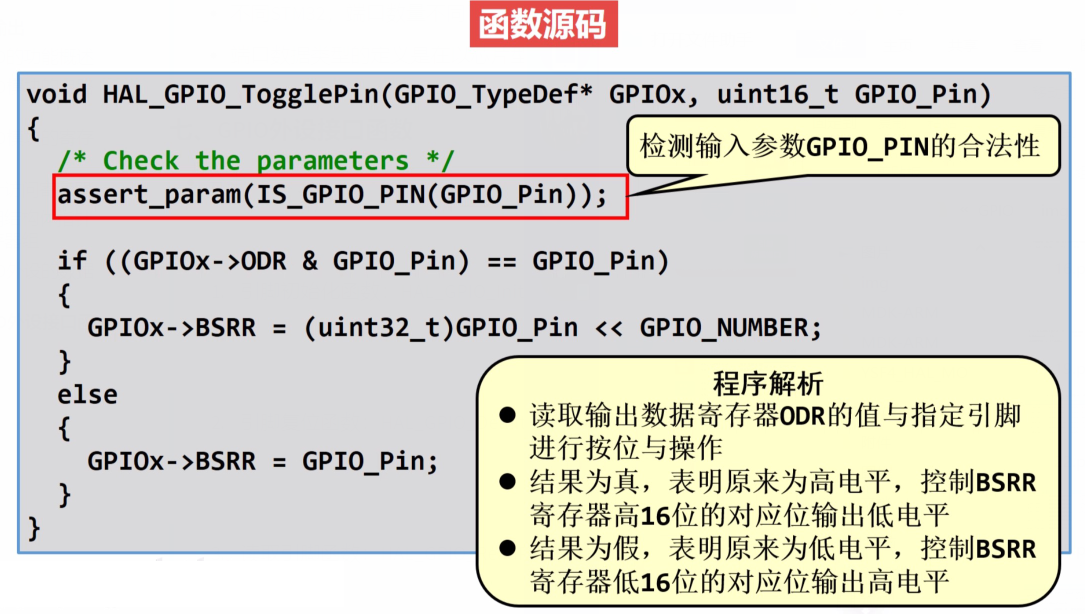 函数源码
void HAL_GPIO_TogglePin(GPIO_TypeDef* GPIOx, uint16_t GPIO_Pin)
{
/* Check the parameters */
检测输入参数GPIO_PIN的合法性
assert_param(IS_GPIO_PIN(GPIO_Pin));
if ((GPIOx->ODR & GPIO_Pin) == GPIO_Pin)
{
GPIOx->BSRR = (uint32_t)GPIO_Pin << GPIO_NUMBER;
}
else
{
GPIOx->BSRR = GPIO_Pin;
}
}
程序解析
● 读取输出数据寄存器ODR的值与指定引脚
进行按位与操作
● 结果为真，表明原来为高电平，控制BSRR
寄存器高16位的对应位输出低电平
● 结果为假，表明原来为低电平，控制BSRR
寄存器低16位的对应位输出高电平